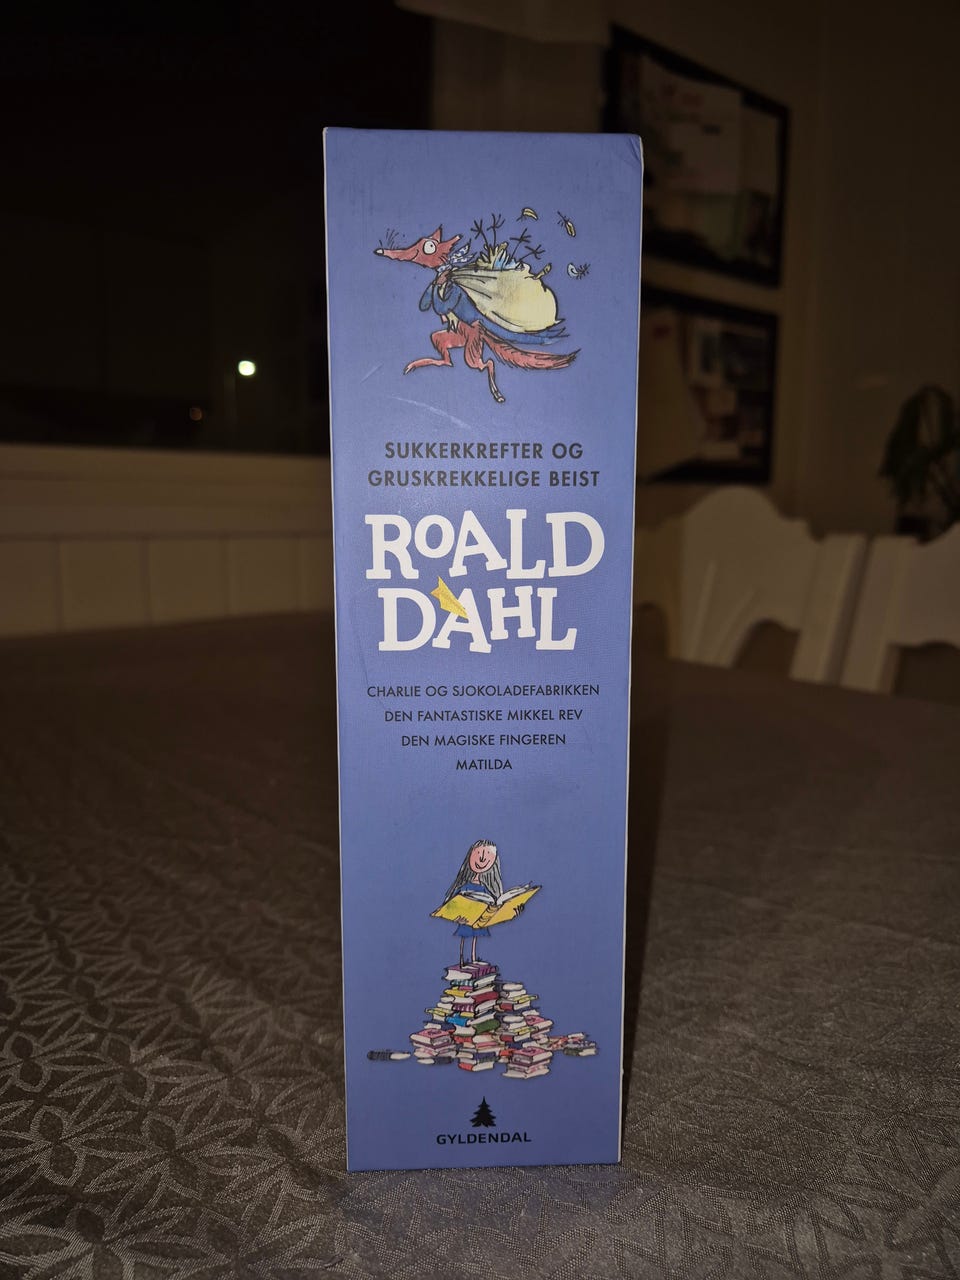 SUKKERKREFTER OG
GRUSKREKKELIGE BEIST
ROALD
DAHL
CHARLIE OG SJOKOLADEFABRIKKEN
DEN FANTASTISKE MIKKEL REV
DEN MAGISKE FINGEREN
MATILDA
GYLDENDAL